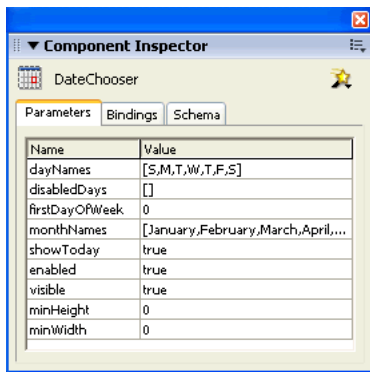 Component Inspector
DateChooser
Parameters Bindings Schema
Name Value
dayNames [S,M,T,W,T,F,S]
disabledDays []
firstDayOfWeek 0
monthNames [January,February,March,April,...
showToday true
enabled true
visible true
minHeight 0
minWidth 0